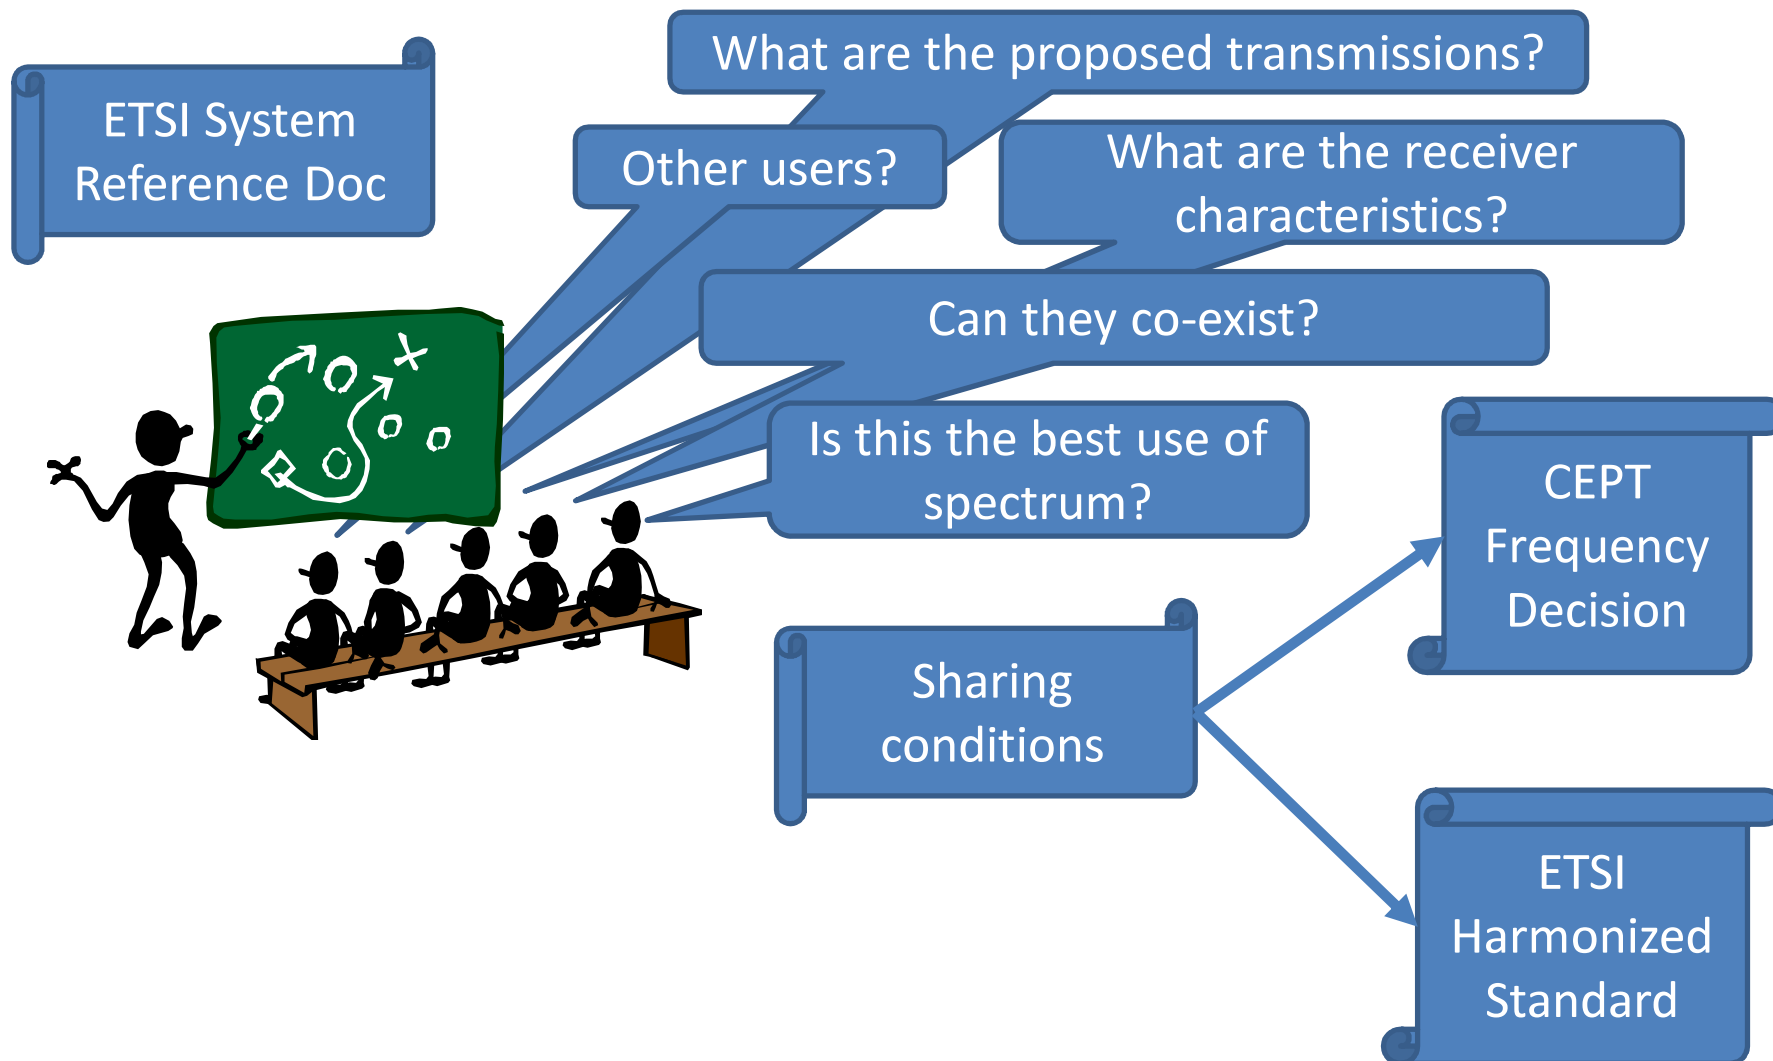 What are the proposed transmissions?
ETSI System
Reference Doc
Other users?
What are the receiver
characteristics?
Can they co-exist?
Is this the best use of
spectrum?
CEPT
Frequency
Decision
Sharing
conditions
ETSI
Harmonized
Standard